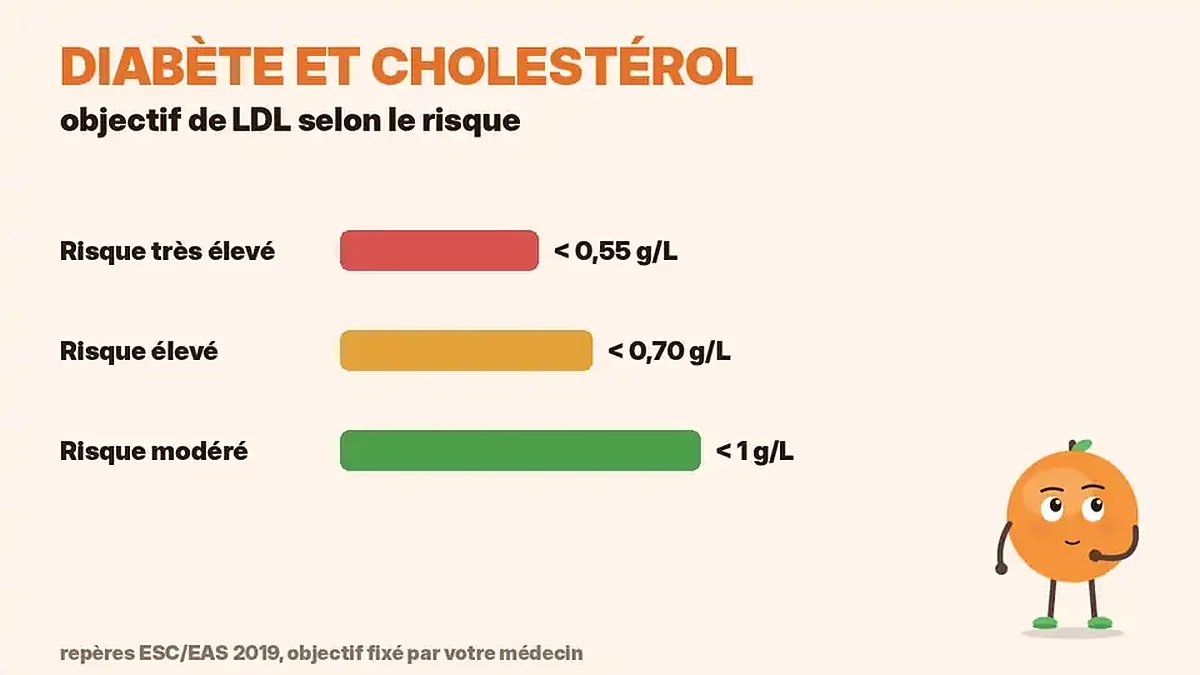 DIABÈTE ET CHOLESTÉROL
objectif de LDL selon le risque
Risque très élevé < 0,55 g/L
Risque élevé < 0,70 g/L
Risque modéré < 1 g/L
repères ESC/EAS 2019, objectif fixé par votre médecin